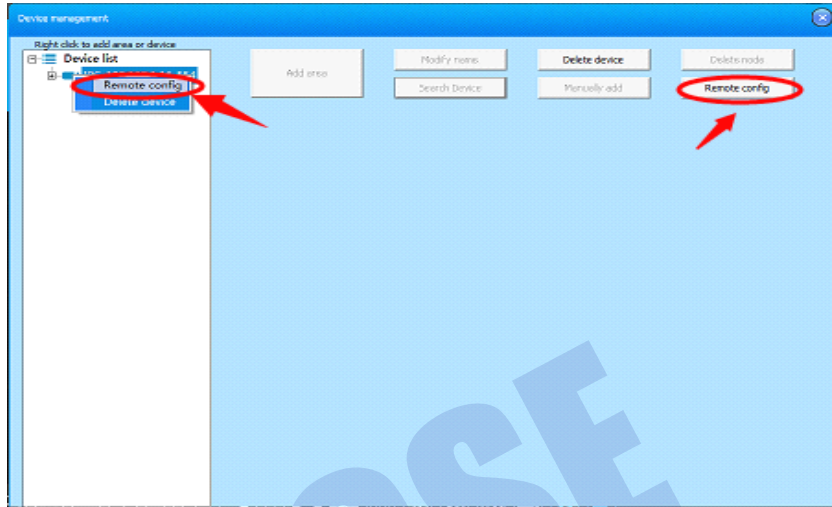 Device management
Right click to add area or device
Device list
Remote config
Delete device
Add area
Modify name
Delete device
Delete node
Search Device
Manually add
Remote config
OSE